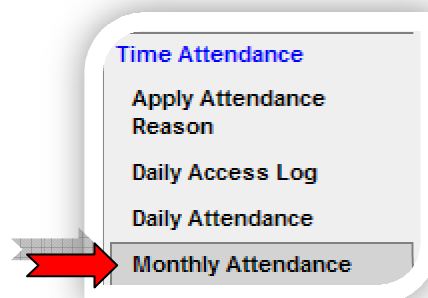 Time Attendance
Apply Attendance
Reason
Daily Access Log
Daily Attendance
Monthly Attendance